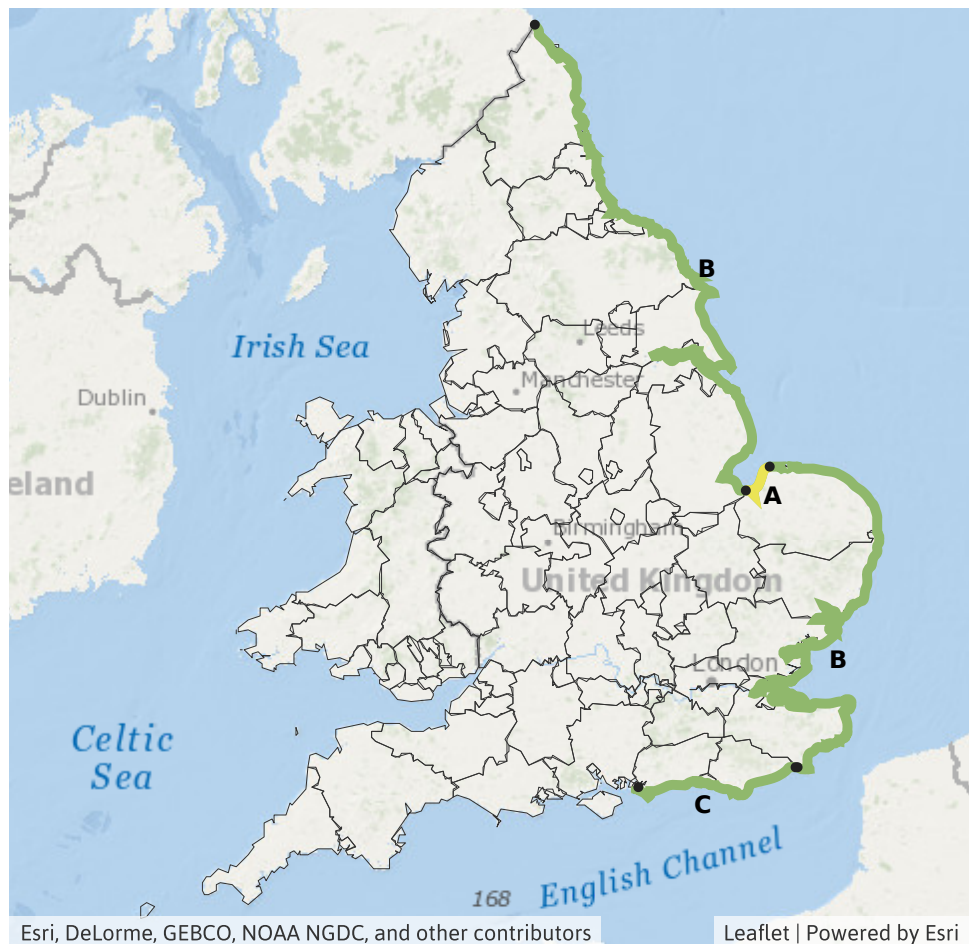 B
Leeds
Irish Sea
Manchester
Dublin
eland
A
Birmingham
United Kingdom
B
London
Celtic
Sea
C
English Channel
168
Esri, DeLorme, GEBCO, NOAA NGDC, and other contributors
Leaflet | Powered by Esri